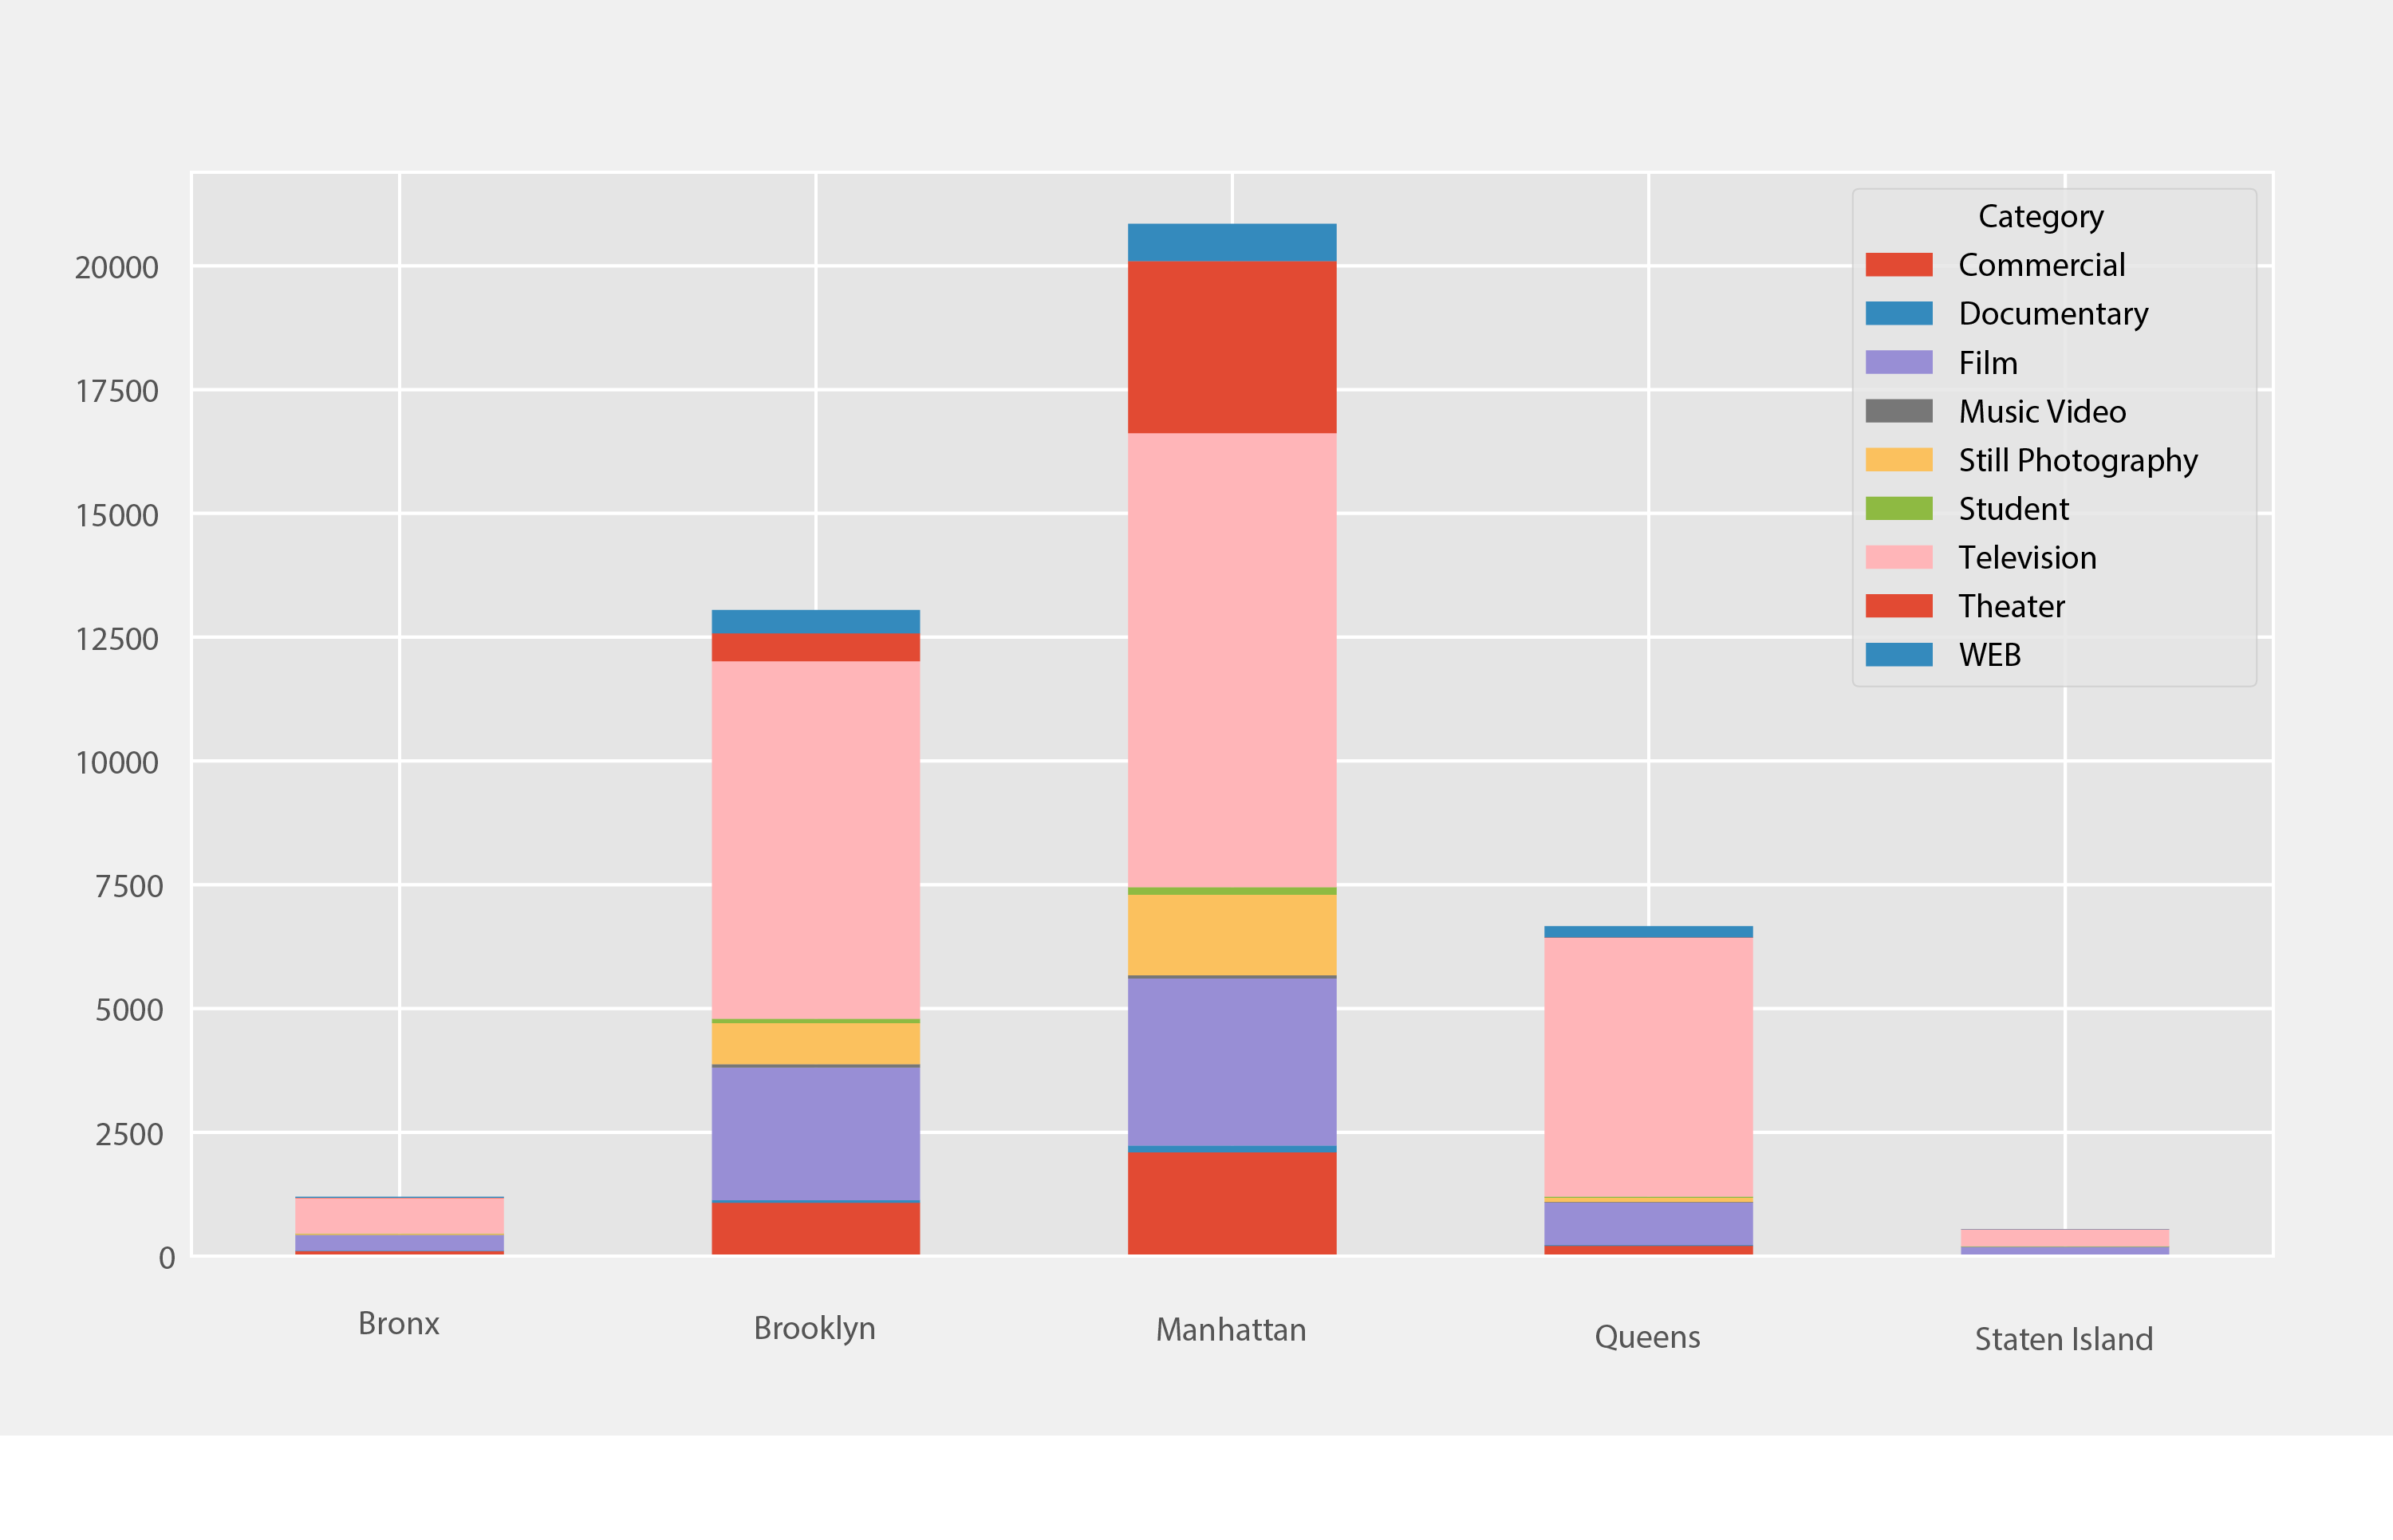 Category
Commercial
Documentary
Film
Music Video
Still Photography
Student
Television
Theater
WEB
20000
17500
15000
12500
10000
7500
5000
2500
0
Bronx
Brooklyn
Manhattan
Queens
Staten Island